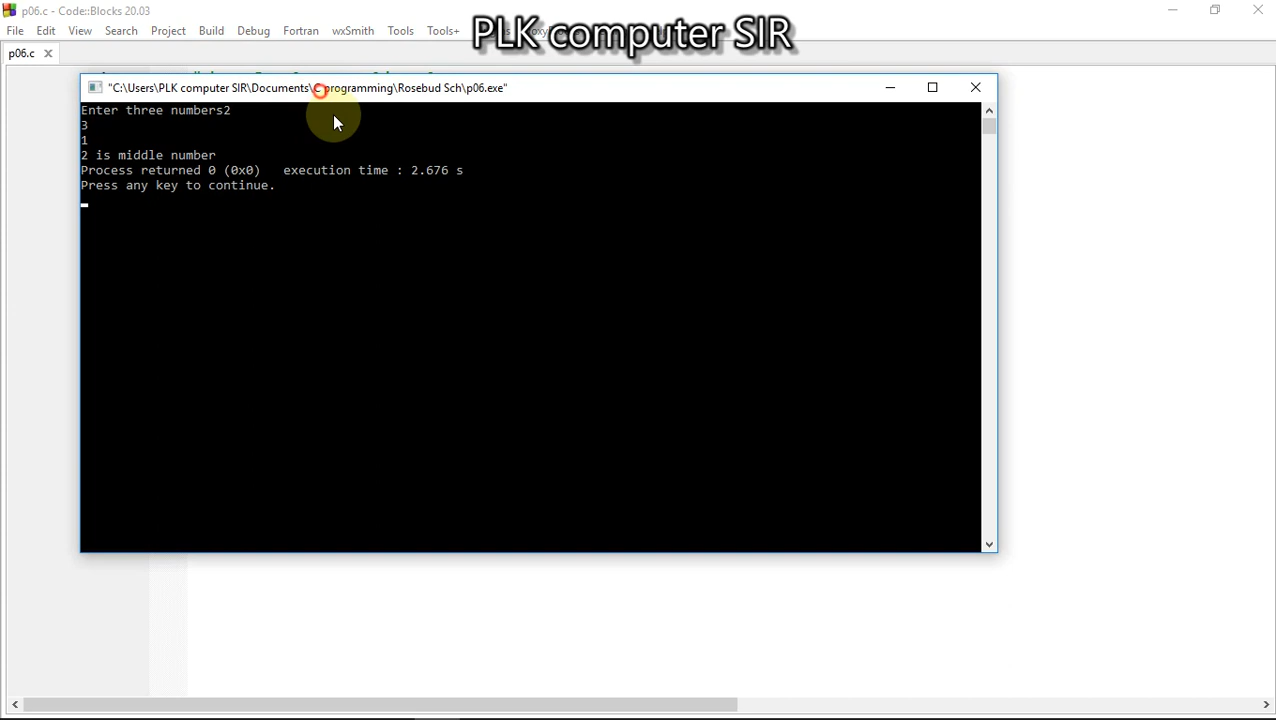 p06.c - Code::Blocks 20.03
PLK computer SIR
File Edit View Search Project Build Debug Fortran wxSmith Tools Tools+
p06.c
"C:\Users\PLK computer SIR\Documents\C programming\Rosebud Sch\p06.exe"
Enter three numbers2
3
1
2 is middle number
Process returned 0 (0x0) execution time : 2.676 s
Press any key to continue.